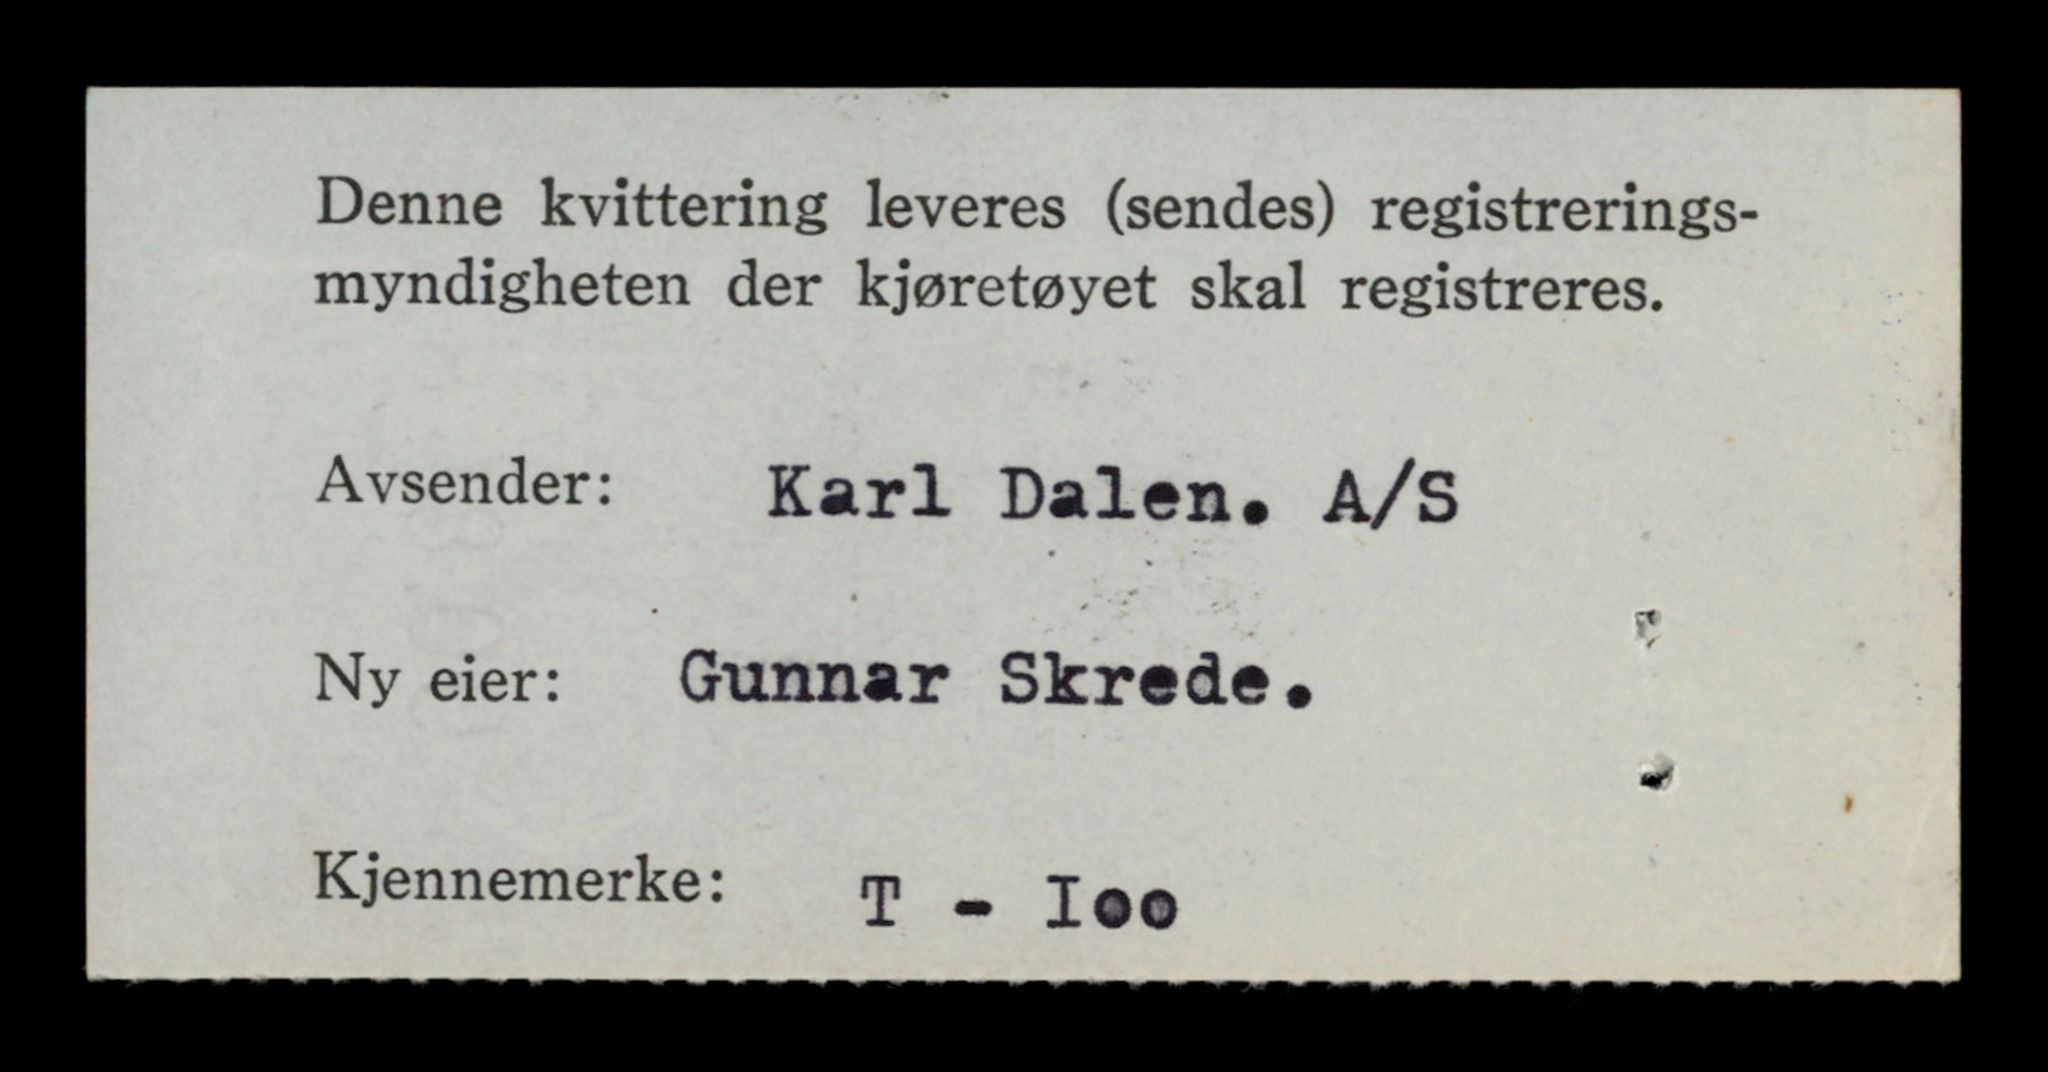 Denne kvittering leveres (sendes) registrerings-
myndigheten der kjøretøyet skal registreres.
Avsender: Karl Dalen. A/S
Ny eier: Gunnar Skrede.
Kjennemerke: T - Ioo